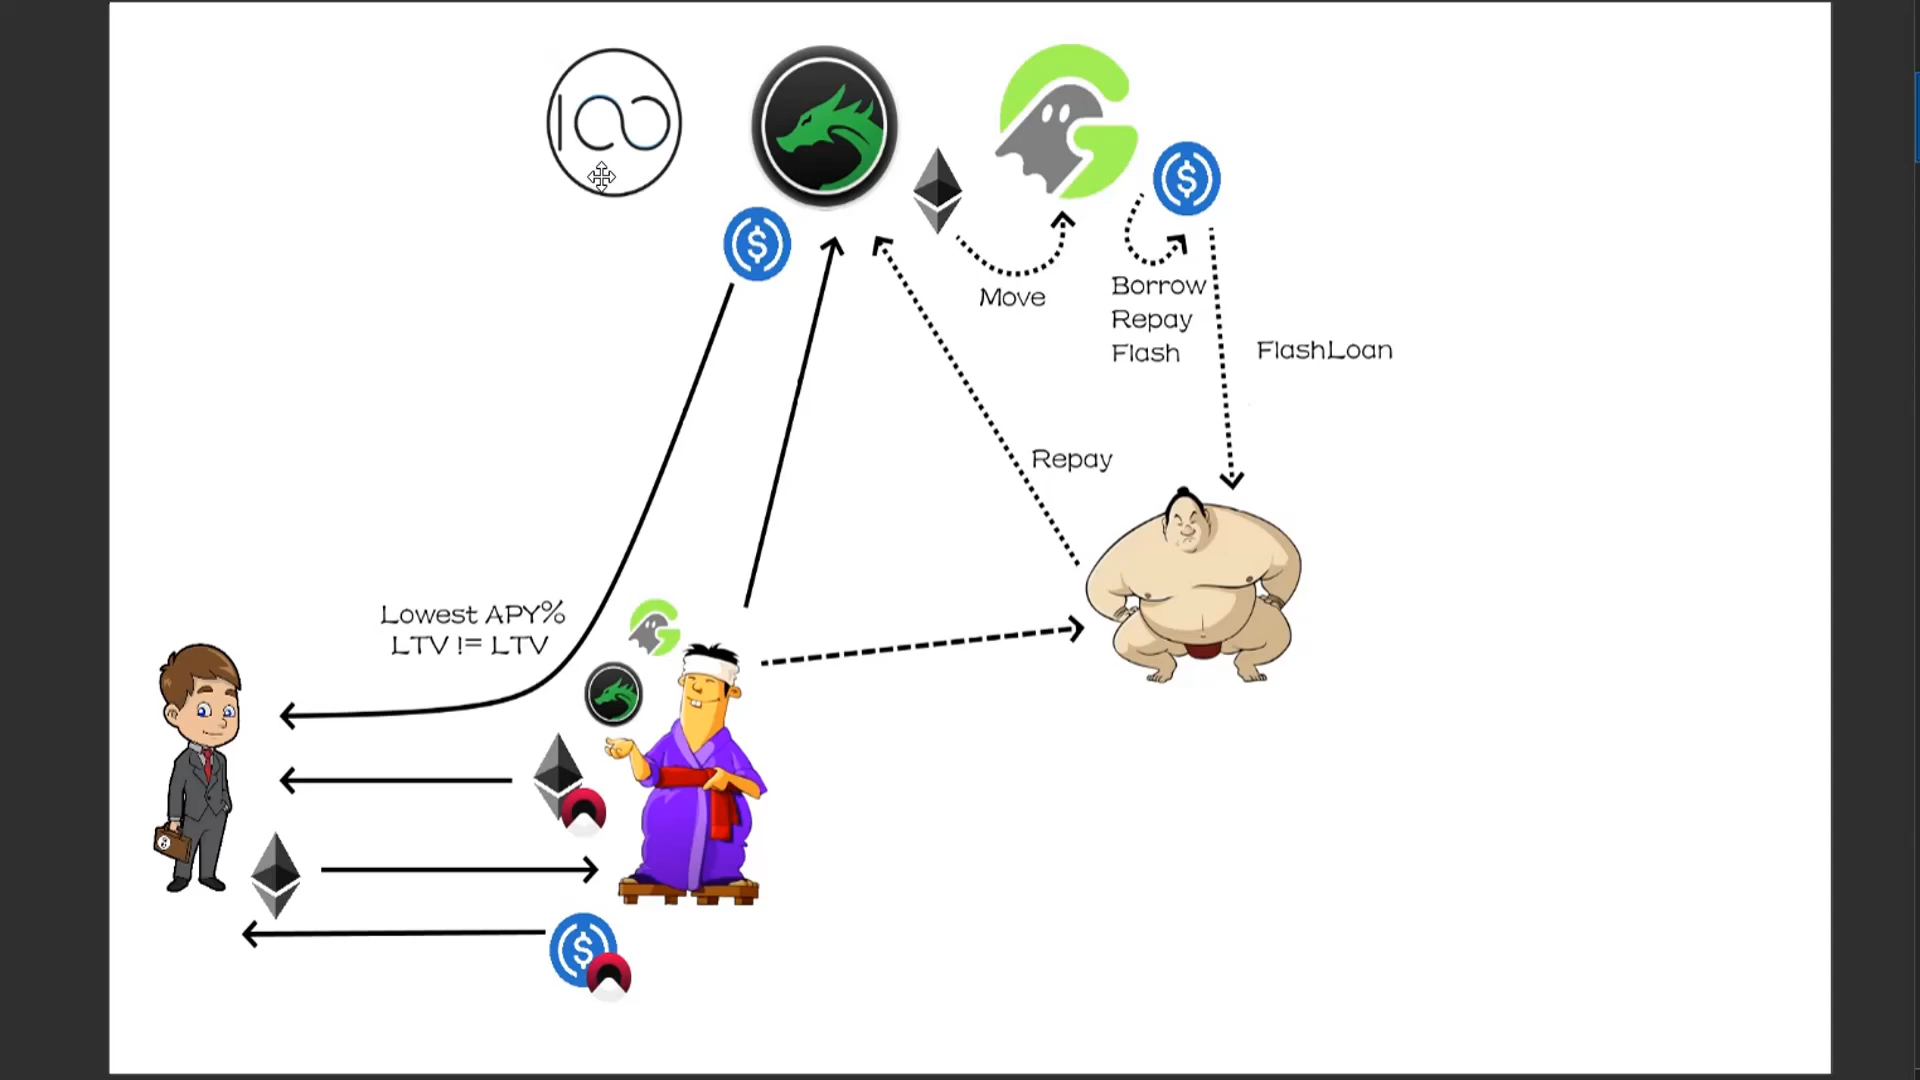 Move
Borrow
Repay
Flash
FlashLoan
Repay
Lowest APY%
LTV != LTV